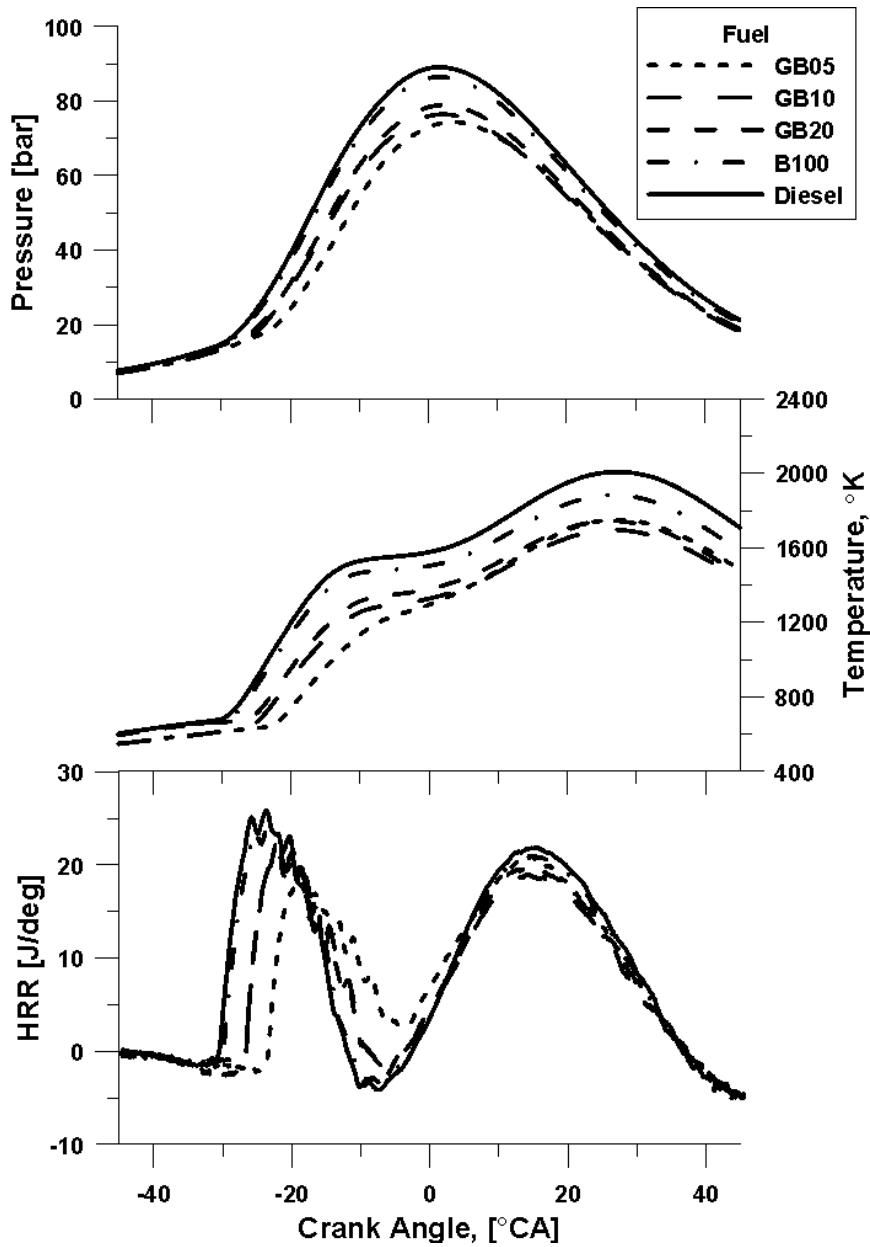 100
80
60
40
20
0
Pressure [bar]
Fuel
GB05
GB10
GB20
B100
Diesel
2400
2000
1600
1200
800
400
Temperature, °K
30
20
10
0
-10
HRR [J/deg]
-40 -20 0 20 40
Crank Angle, [°CA]